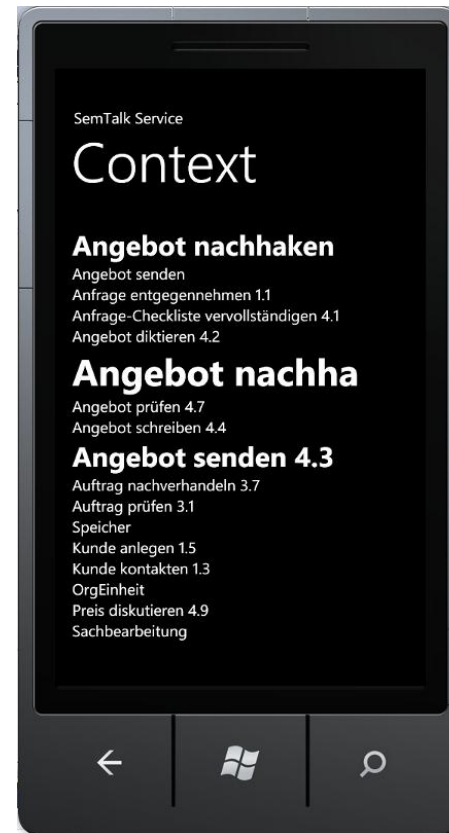 SemTalk Service
Context
Angebot nachhaken
Angebot senden
Anfrage entgegennehmen 1.1
Anfrage-Checkliste vervollständigen 4.1
Angebot diktieren 4.2
Angebot nachha
Angebot prüfen 4.7
Angebot schreiben 4.4
Angebot senden 4.3
Auftrag nachverhandeln 3.7
Auftrag prüfen 3.1
Speicher
Kunde anlegen 1.5
Kunde kontakten 1.3
OrgEinheit
Preis diskutieren 4.9
Sachbearbeitung